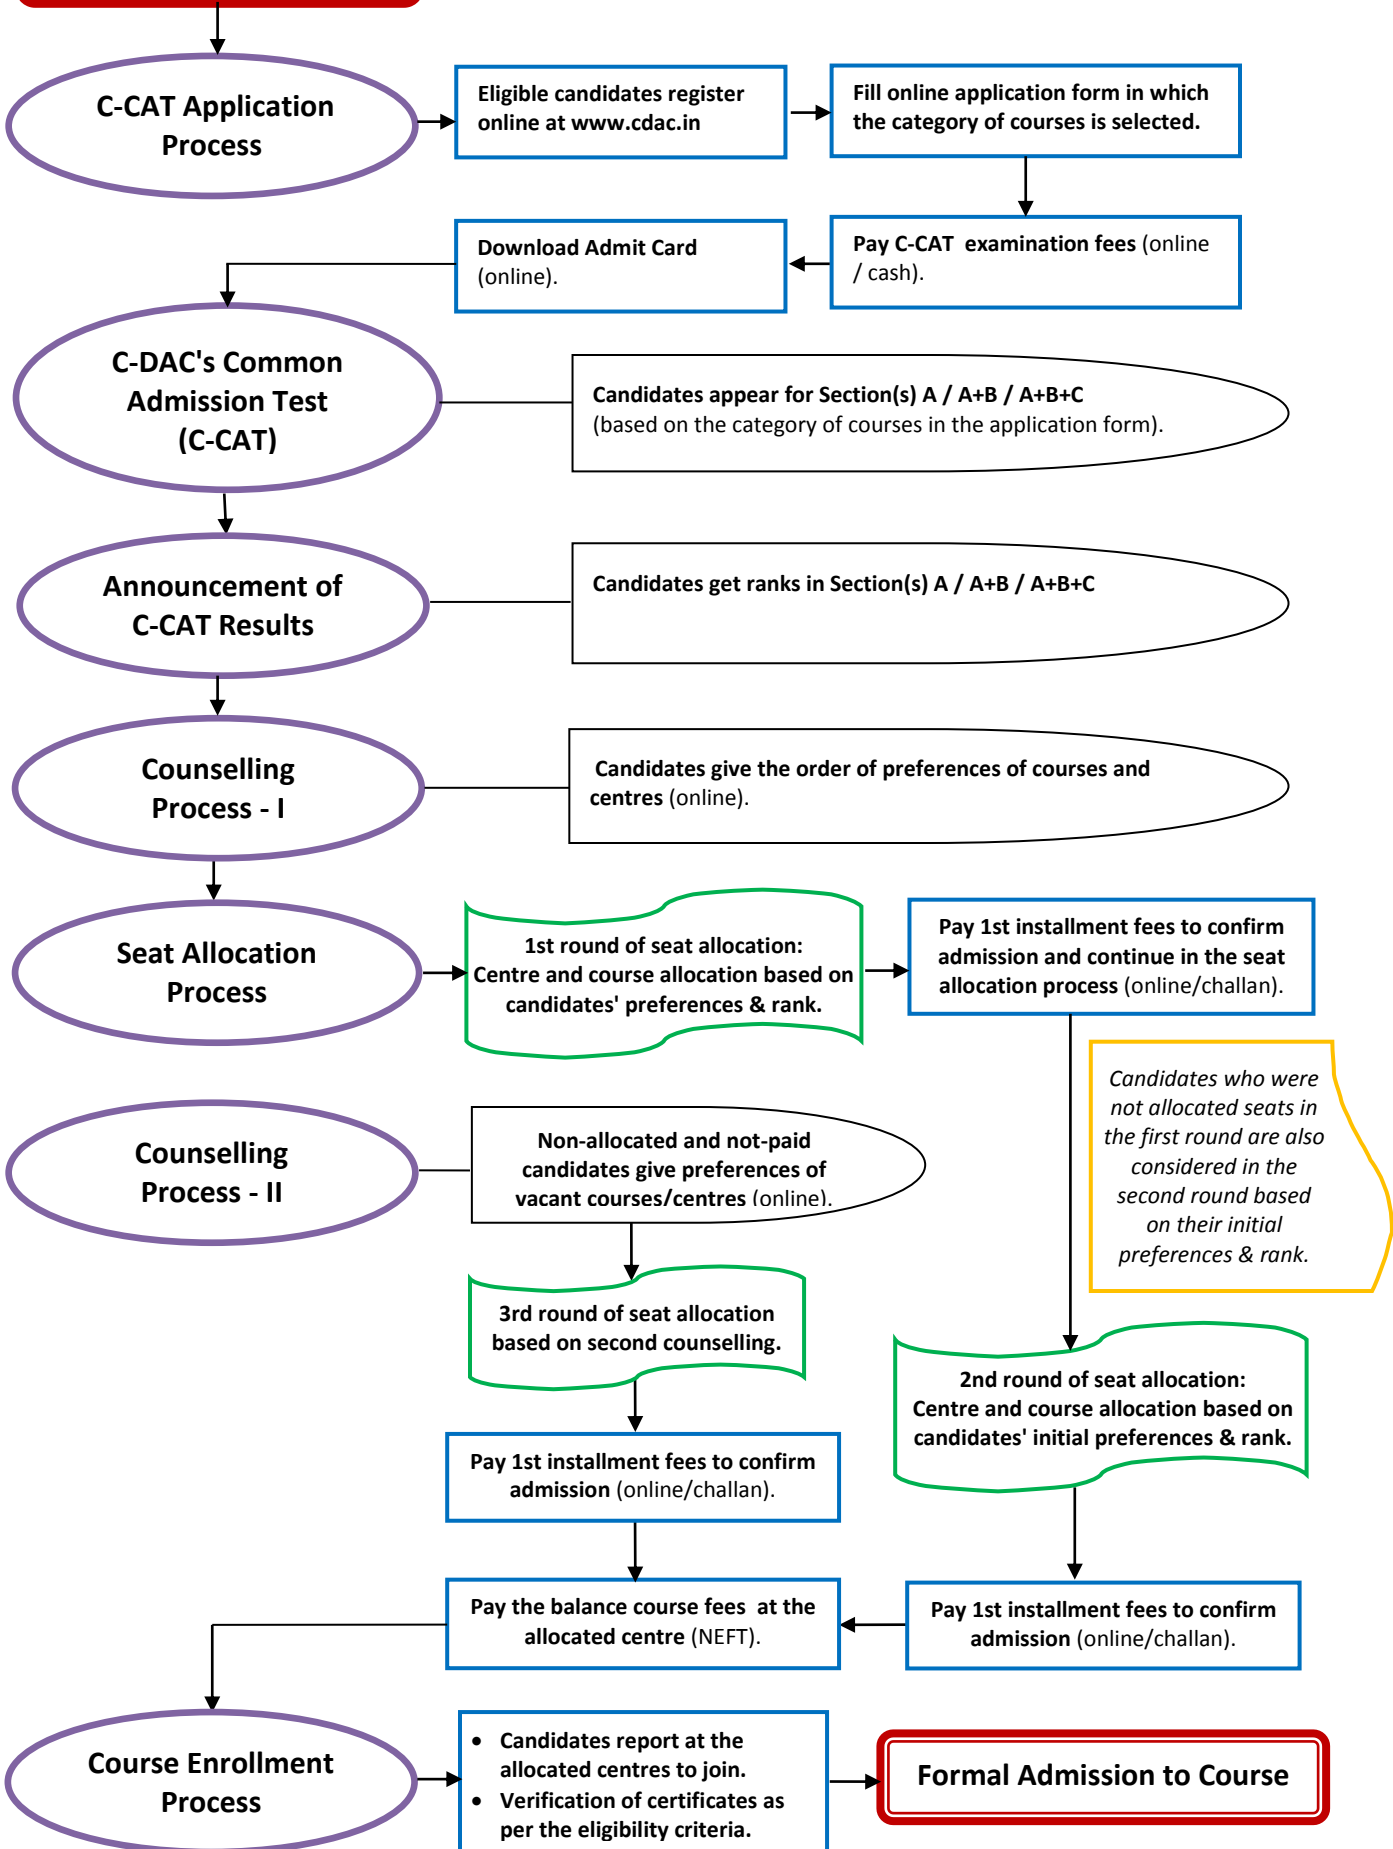 C-CAT Application
Process
Eligible candidates register
online at www.cdac.in
Fill online application form in which
the category of courses is selected.
Pay C-CAT  examination fees (online
/ cash).
Download Admit Card
(online).
C-DAC's Common
Admission Test
(C-CAT)
Candidates appear for Section(s) A / A+B / A+B+C
(based on the category of courses in the application form).
Announcement of
C-CAT Results
Candidates get ranks in Section(s) A / A+B / A+B+C
Counselling
Process - I
Candidates give the order of preferences of courses and
centres (online).
Seat Allocation
Process
1st round of seat allocation:
Centre and course allocation based on
candidates' preferences & rank.
Pay 1st installment fees to confirm
admission and continue in the seat
allocation process (online/challan).
Candidates who were
not allocated seats in
the first round are also
considered in the
second round based
on their initial
preferences & rank.
Counselling
Process - II
Non-allocated and not-paid
candidates give preferences of
vacant courses/centres (online).
3rd round of seat allocation
based on second counselling.
2nd round of seat allocation:
Centre and course allocation based on
candidates' initial preferences & rank.
Pay 1st installment fees to confirm
admission (online/challan).
Pay 1st installment fees to confirm
admission (online/challan).
Pay the balance course fees  at the
allocated centre (NEFT).
Course Enrollment
Process
• Candidates report at the
allocated centres to join.
• Verification of certificates as
per the eligibility criteria.
Formal Admission to Course